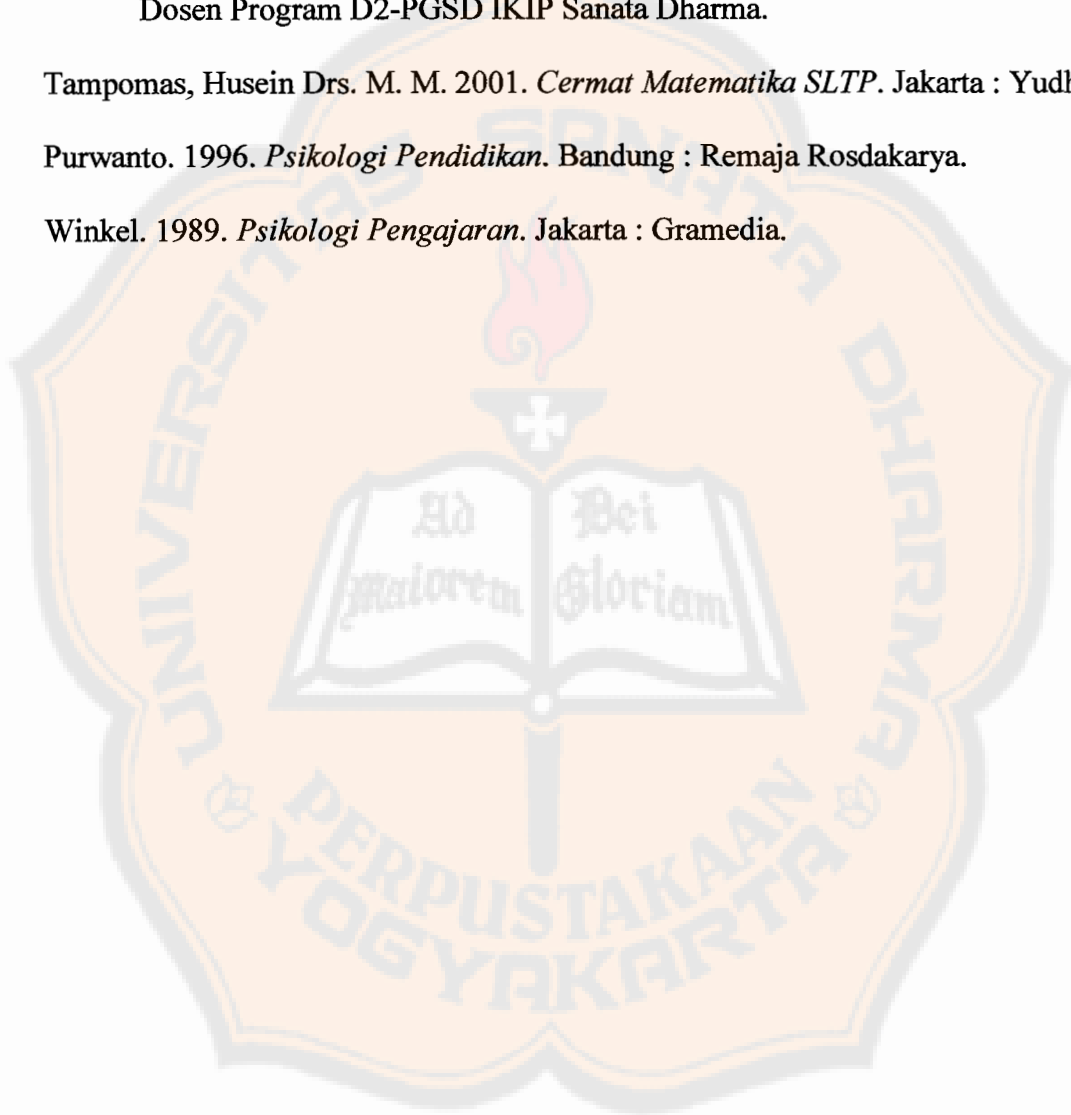 Dosen Program D2-PGSD IKIP Sanata Dharma.
Tampomas, Husein Drs. M. M. 2001. Cermat Matematika SLTP. Jakarta :
Purwanto. 1996. Psikologi Pendidikan. Bandung : Remaja Rosdakarya.
Winkel. 1989. Psikologi Pengajaran. Jakarta : Gramedia.
UNIVERSITAS SANATA DHARMA
Ad Dei
Maiorem Gloriam
PERPUSTAKAAN
YOGYAKARTA